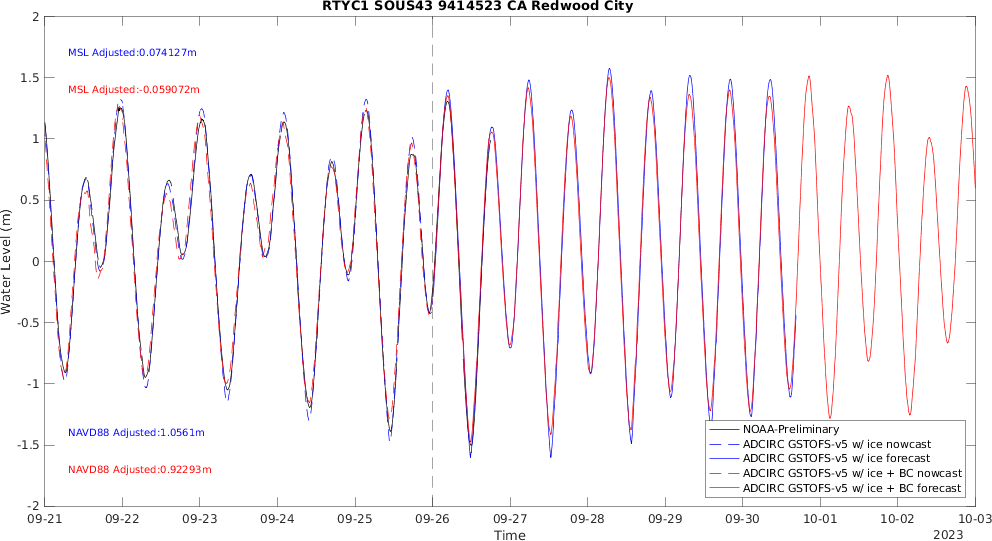 RTYC1 SOUS43 9414523 CA Redwood City
2
1.5
1
0.5
0
-0.5
-1
-1.5
-2
Water Level (m)
MSL Adjusted:0.074127m
MSL Adjusted:-0.059072m
NAVD88 Adjusted:1.0561m
NAVD88 Adjusted:0.92293m
NOAA-Preliminary
ADCIRC GSTOFS-v5 w/ ice nowcast
ADCIRC GSTOFS-v5 w/ ice forecast
ADCIRC GSTOFS-v5 w/ ice + BC nowcast
ADCIRC GSTOFS-v5 w/ ice + BC forecast
09-21 09-22 09-23 09-24 09-25 09-26 09-27 09-28 09-29 09-30 10-01 10-02 10-03
Time
2023